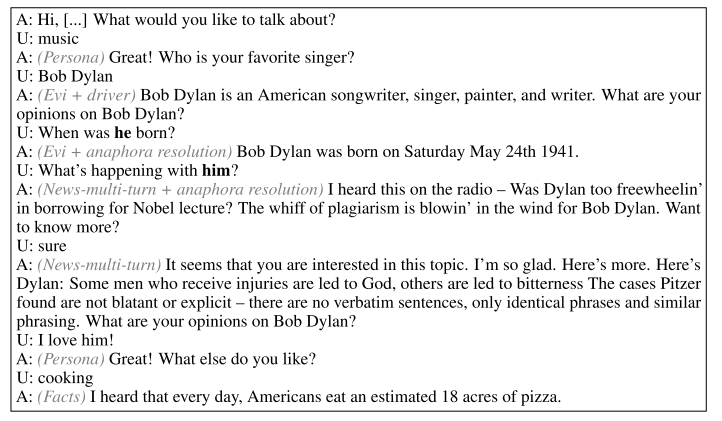 A: Hi, [...] What would you like to talk about?
U: music
A: (Persona) Great! Who is your favorite singer?
U: Bob Dylan
A: (Evi + driver) Bob Dylan is an American songwriter, singer, painter, and writer. What are your
opinions on Bob Dylan?
U: When was he born?
A: (Evi + anaphora resolution) Bob Dylan was born on Saturday May 24th 1941.
U: What's happening with him?
A: (News-multi-turn + anaphora resolution) I heard this on the radio – Was Dylan too freewheelin'
in borrowing for Nobel lecture? The whiff of plagiarism is blowin' in the wind for Bob Dylan. Want
to know more?
U: sure
A: (News-multi-turn) It seems that you are interested in this topic. I'm so glad. Here's more. Here's
Dylan: Some men who receive injuries are led to God, others are led to bitterness The cases Pitzer
found are not blatant or explicit – there are no verbatim sentences, only identical phrases and similar
phrasing. What are your opinions on Bob Dylan?
U: I love him!
A: (Persona) Great! What else do you like?
U: cooking
A: (Facts) I heard that every day, Americans eat an estimated 18 acres of pizza.